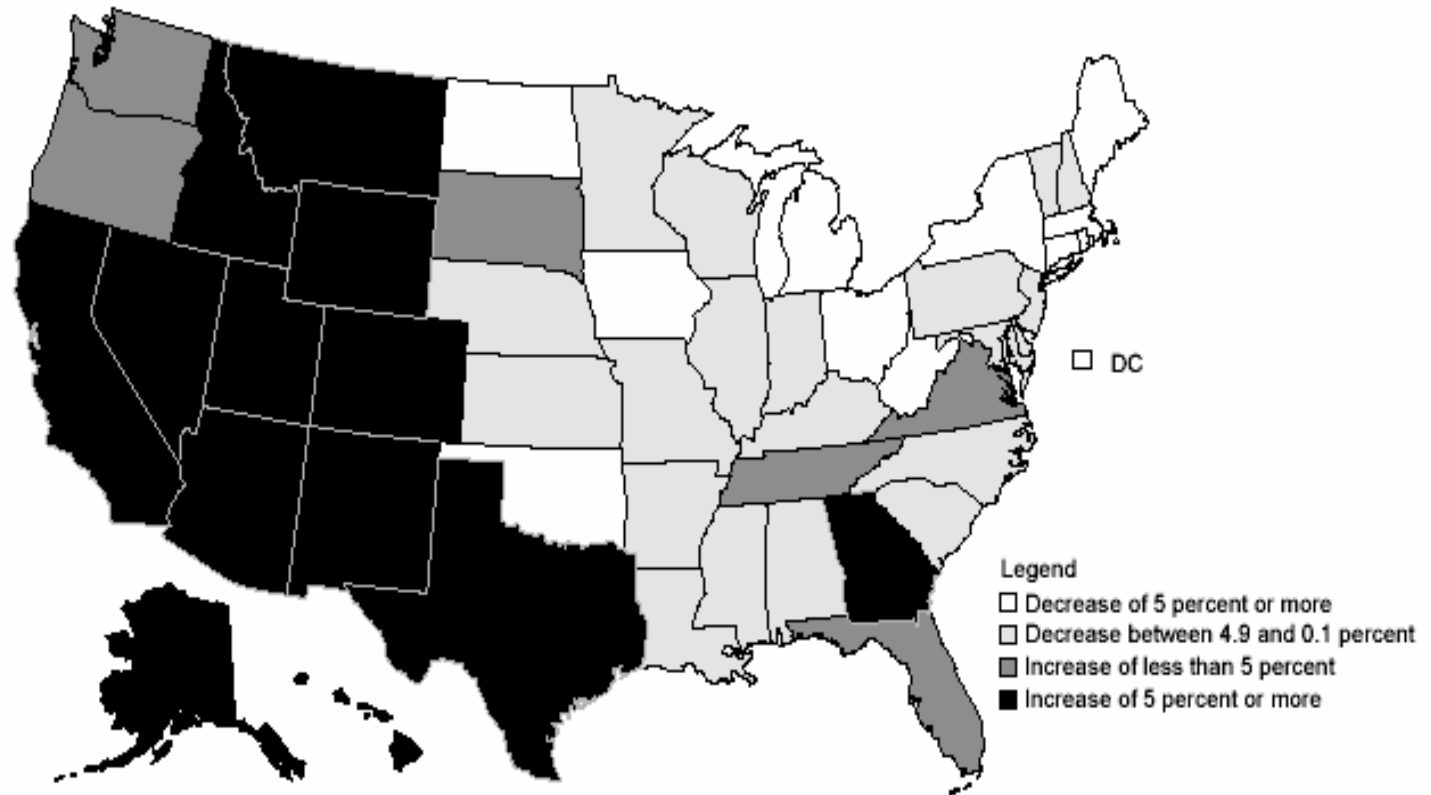 DC
Legend
Decrease of 5 percent or more
Decrease between 4.9 and 0.1 percent
Increase of less than 5 percent
Increase of 5 percent or more